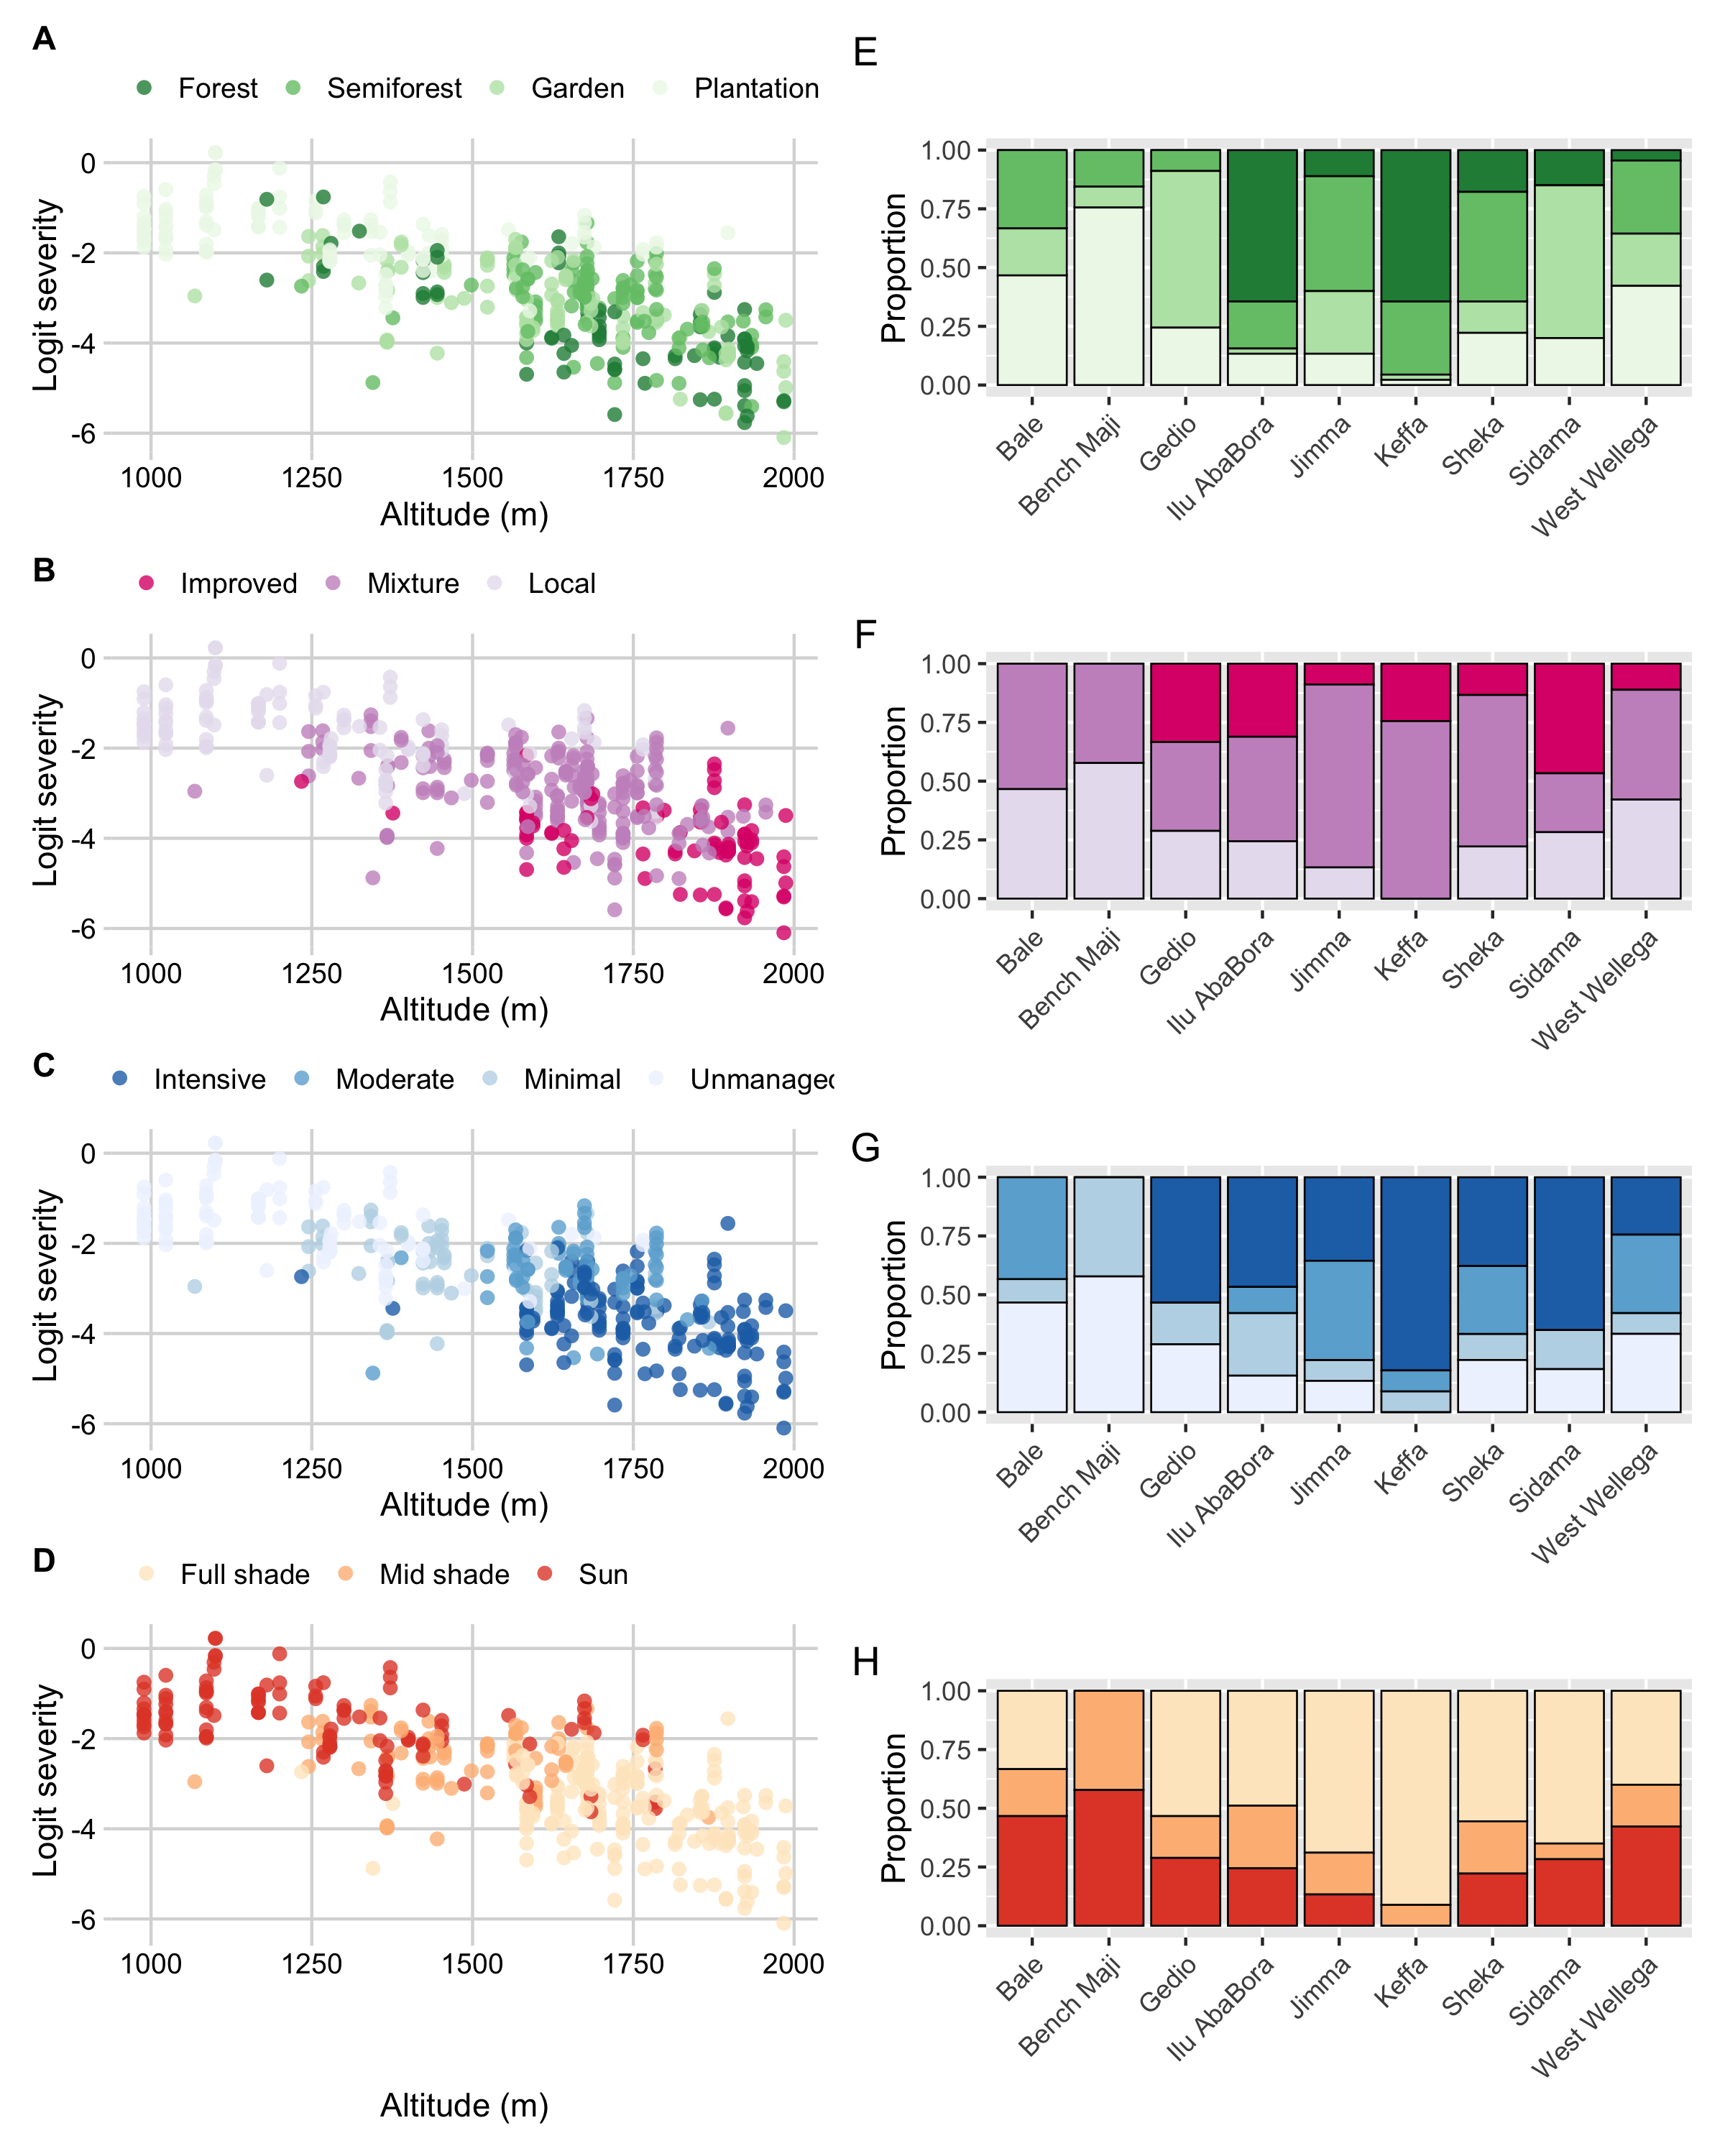 A
Forest Semiforest Garden Plantation
0
-2
-4
-6
Logit severity
1000 1250 1500 1750 2000
Altitude (m)
B
Improved Mixture Local
0
-2
-4
-6
Logit severity
1000 1250 1500 1750 2000
Altitude (m)
C
Intensive Moderate Minimal Unmanaged
0
-2
-4
-6
Logit severity
1000 1250 1500 1750 2000
Altitude (m)
D
Full shade Mid shade Sun
0
-2
-4
-6
Logit severity
1000 1250 1500 1750 2000
Altitude (m)
E
1.00
0.75
0.50
0.25
0.00
Proportion
Bale
Bench Maji
Gedio
Ilu AbaBora
Jimma
Keffa
Sheka
Sidama
West Wellega
F
1.00
0.75
0.50
0.25
0.00
Proportion
Bale
Bench Maji
Gedio
Ilu AbaBora
Jimma
Keffa
Sheka
Sidama
West Wellega
G
1.00
0.75
0.50
0.25
0.00
Proportion
Bale
Bench Maji
Gedio
Ilu AbaBora
Jimma
Keffa
Sheka
Sidama
West Wellega
H
1.00
0.75
0.50
0.25
0.00
Proportion
Bale
Bench Maji
Gedio
Ilu AbaBora
Jimma
Keffa
Sheka
Sidama
West Wellega